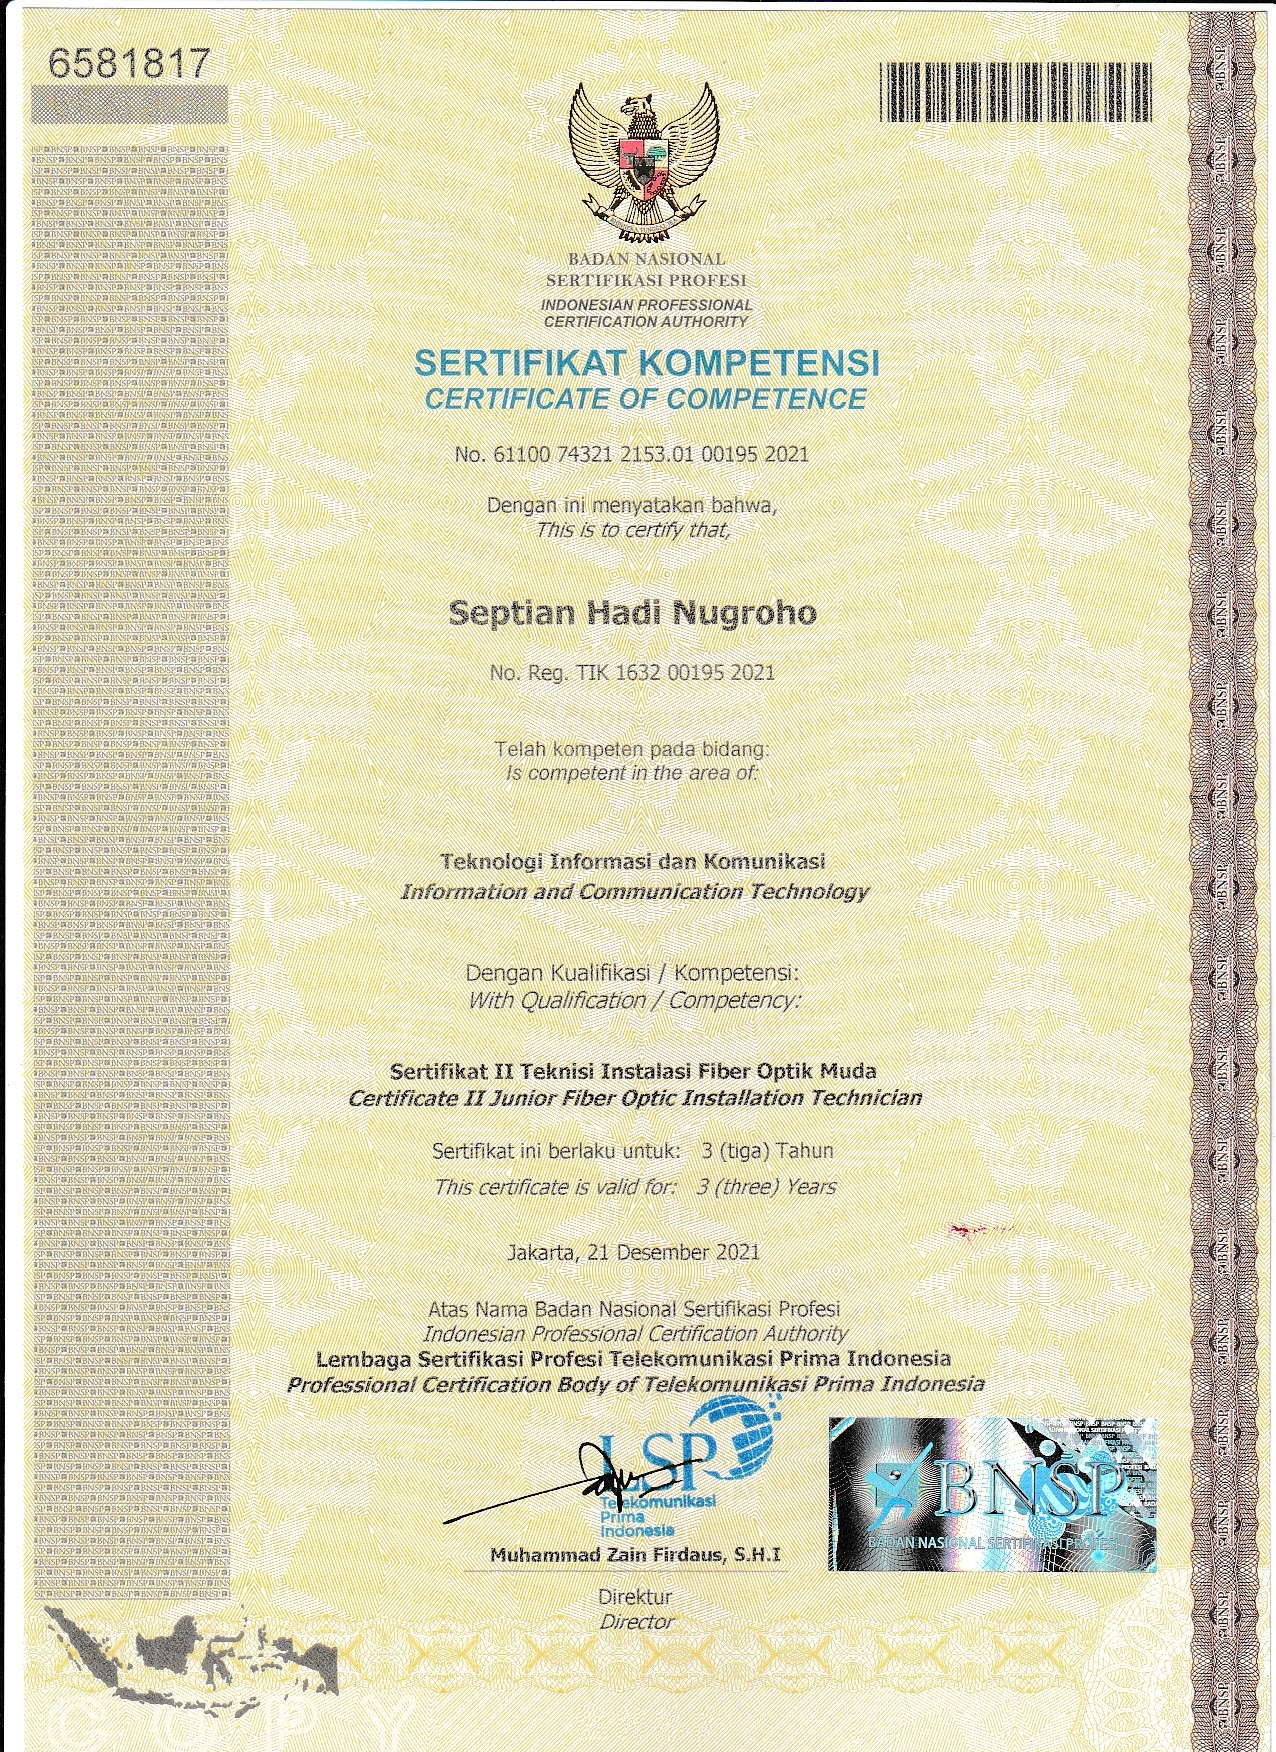 6581817
BADAN NASIONAL
SERTIFIKASI PROFESI
INDONESIAN PROFESSIONAL
CERTIFICATION AUTHORITY
SERTIFIKAT KOMPETENSI
CERTIFICATE OF COMPETENCE
No. 61100 74321 2153.01 00195 2021
Dengan ini menyatakan bahwa,
This is to certify that,
Septian Hadi Nugroho
No. Reg. TIK 1632 00195 2021
Telah kompeten pada bidang:
Is competent in the area of:
Teknologi Informasi dan Komunikasi
Information and Communication Technology
Dengan Kualifikasi / Kompetensi:
With Qualification / Competency:
Sertifikat II Teknisi Instalasi Fiber Optik Muda
Certificate II Junior Fiber Optic Installation Technician
Sertifikat ini berlaku untuk: 3 (tiga) Tahun
This certificate is valid for: 3 (three) Years
Jakarta, 21 Desember 2021
Atas Nama Badan Nasional Sertifikasi Profesi
Indonesian Professional Certification Authority
Lembaga Sertifikasi Profesi Telekomunikasi Prima Indonesia
Professional Certification Body of Telekomunikasi Prima Indonesia
LSP
Telekomunikasi
Prima
Indonesia
BNSP
BADAN NASIONAL SERTIFIKASI PROFESI
Muhammad Zain Firdaus, S.H.I
Direktur
Director
COPY